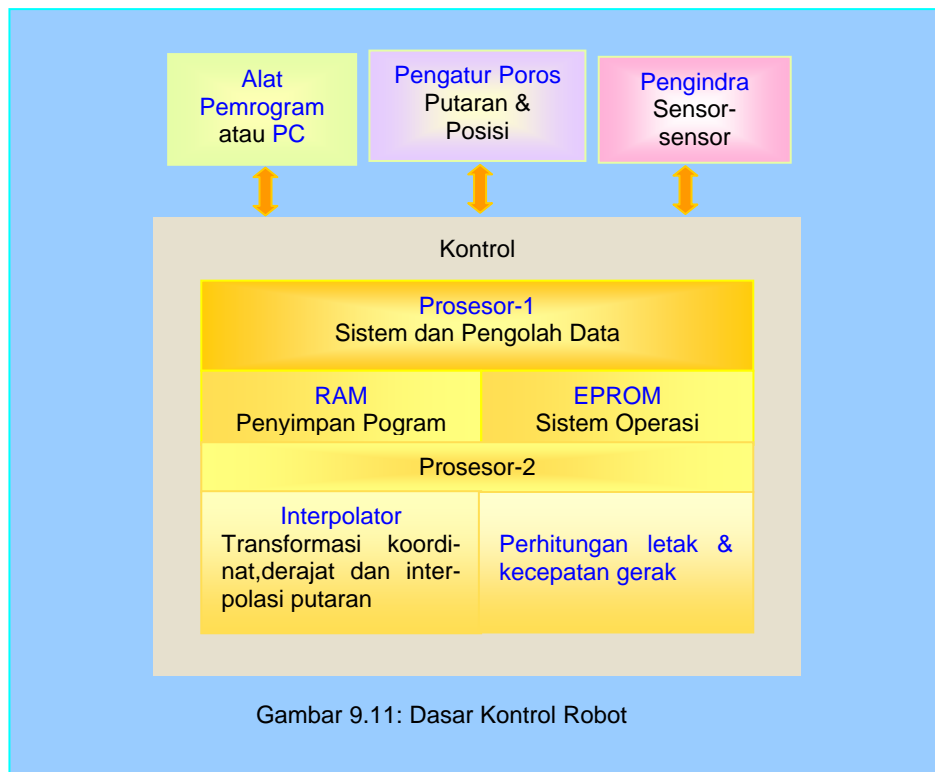 Alat
Pemrogram
atau PC
Pengatur Poros
Putaran &
Posisi
Pengindra
Sensor-
sensor
Kontrol
Prosesor-1
Sistem dan Pengolah Data
RAM
Penyimpan Pogram
EPROM
Sistem Operasi
Prosesor-2
Interpolator
Transformasi koordi-
nat,derajat dan inter-
polasi putaran
Perhitungan letak &
kecepatan gerak
Gambar 9.11: Dasar Kontrol Robot